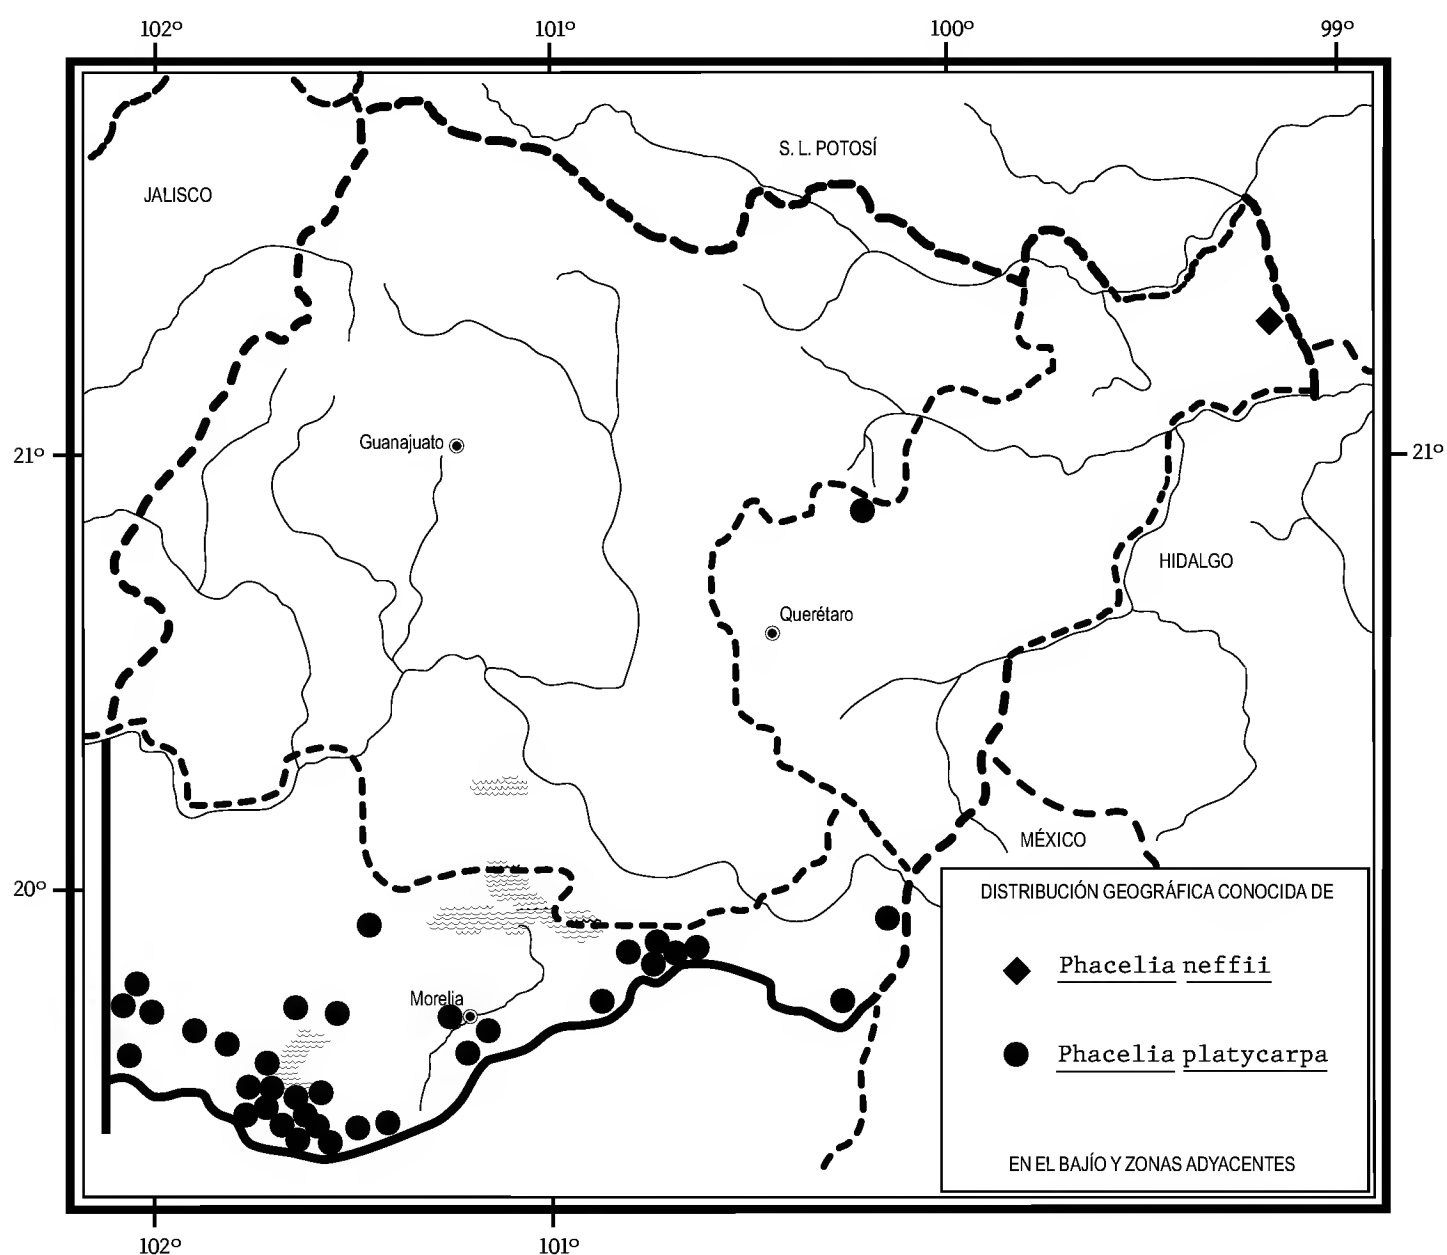 102º
101º
100º
99º
S. L. POTOSÍ
JALISCO
Guanajuato
21º
21º
HIDALGO
Querétaro
MÉXICO
20º
DISTRIBUCIÓN GEOGRÁFICA CONOCIDA DE
Phacelia neffii
Morelia
Phacelia platycarpa
EN EL BAJÍO Y ZONAS ADYACENTES
102º
101º